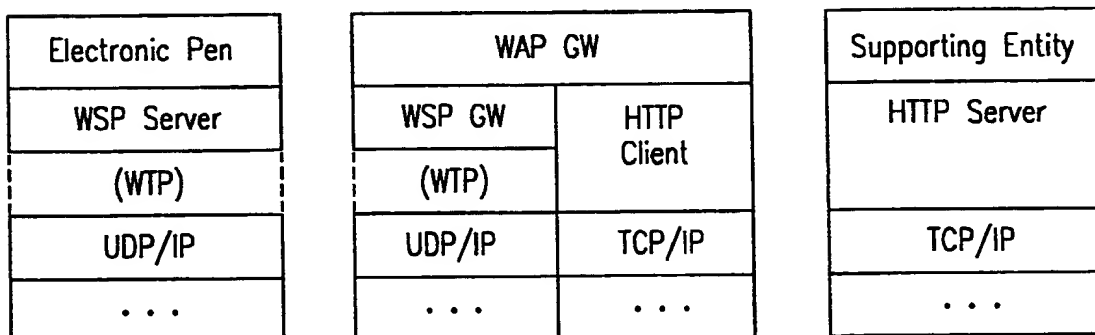 Electronic Pen
WSP Server
(WTP)
UDP/IP
. . .
WAP GW
WSP GW
(WTP)
UDP/IP
. . .
HTTP
Client
TCP/IP
. . .
Supporting Entity
HTTP Server
TCP/IP
. . .